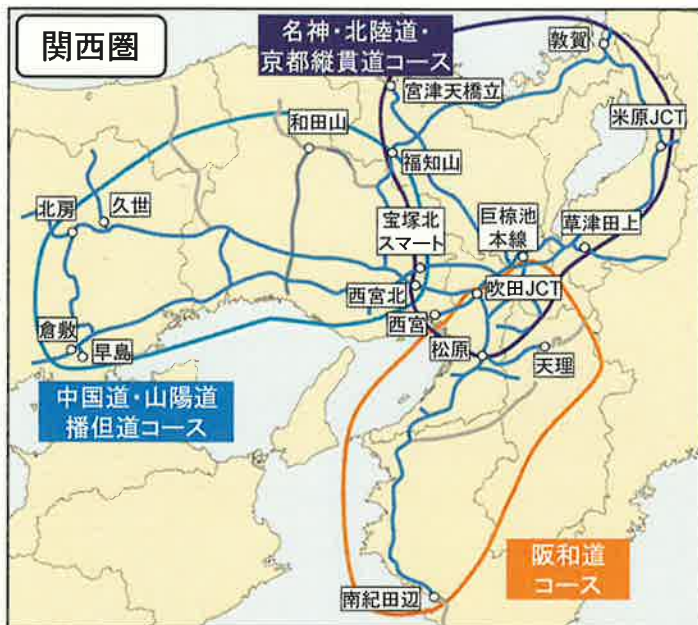 関西圏
名神・北陸道・
京都縦貫道コース
敦賀
宮津天橋立
米原JCT
和田山
福知山
北房
久世
宝塚北
スマート
巨椋池
本線
草津田上
西宮北
吹田JCT
西宮
倉敷
早島
松原
天理
中国道・山陽道
播但道コース
阪和道
コース
南紀田辺